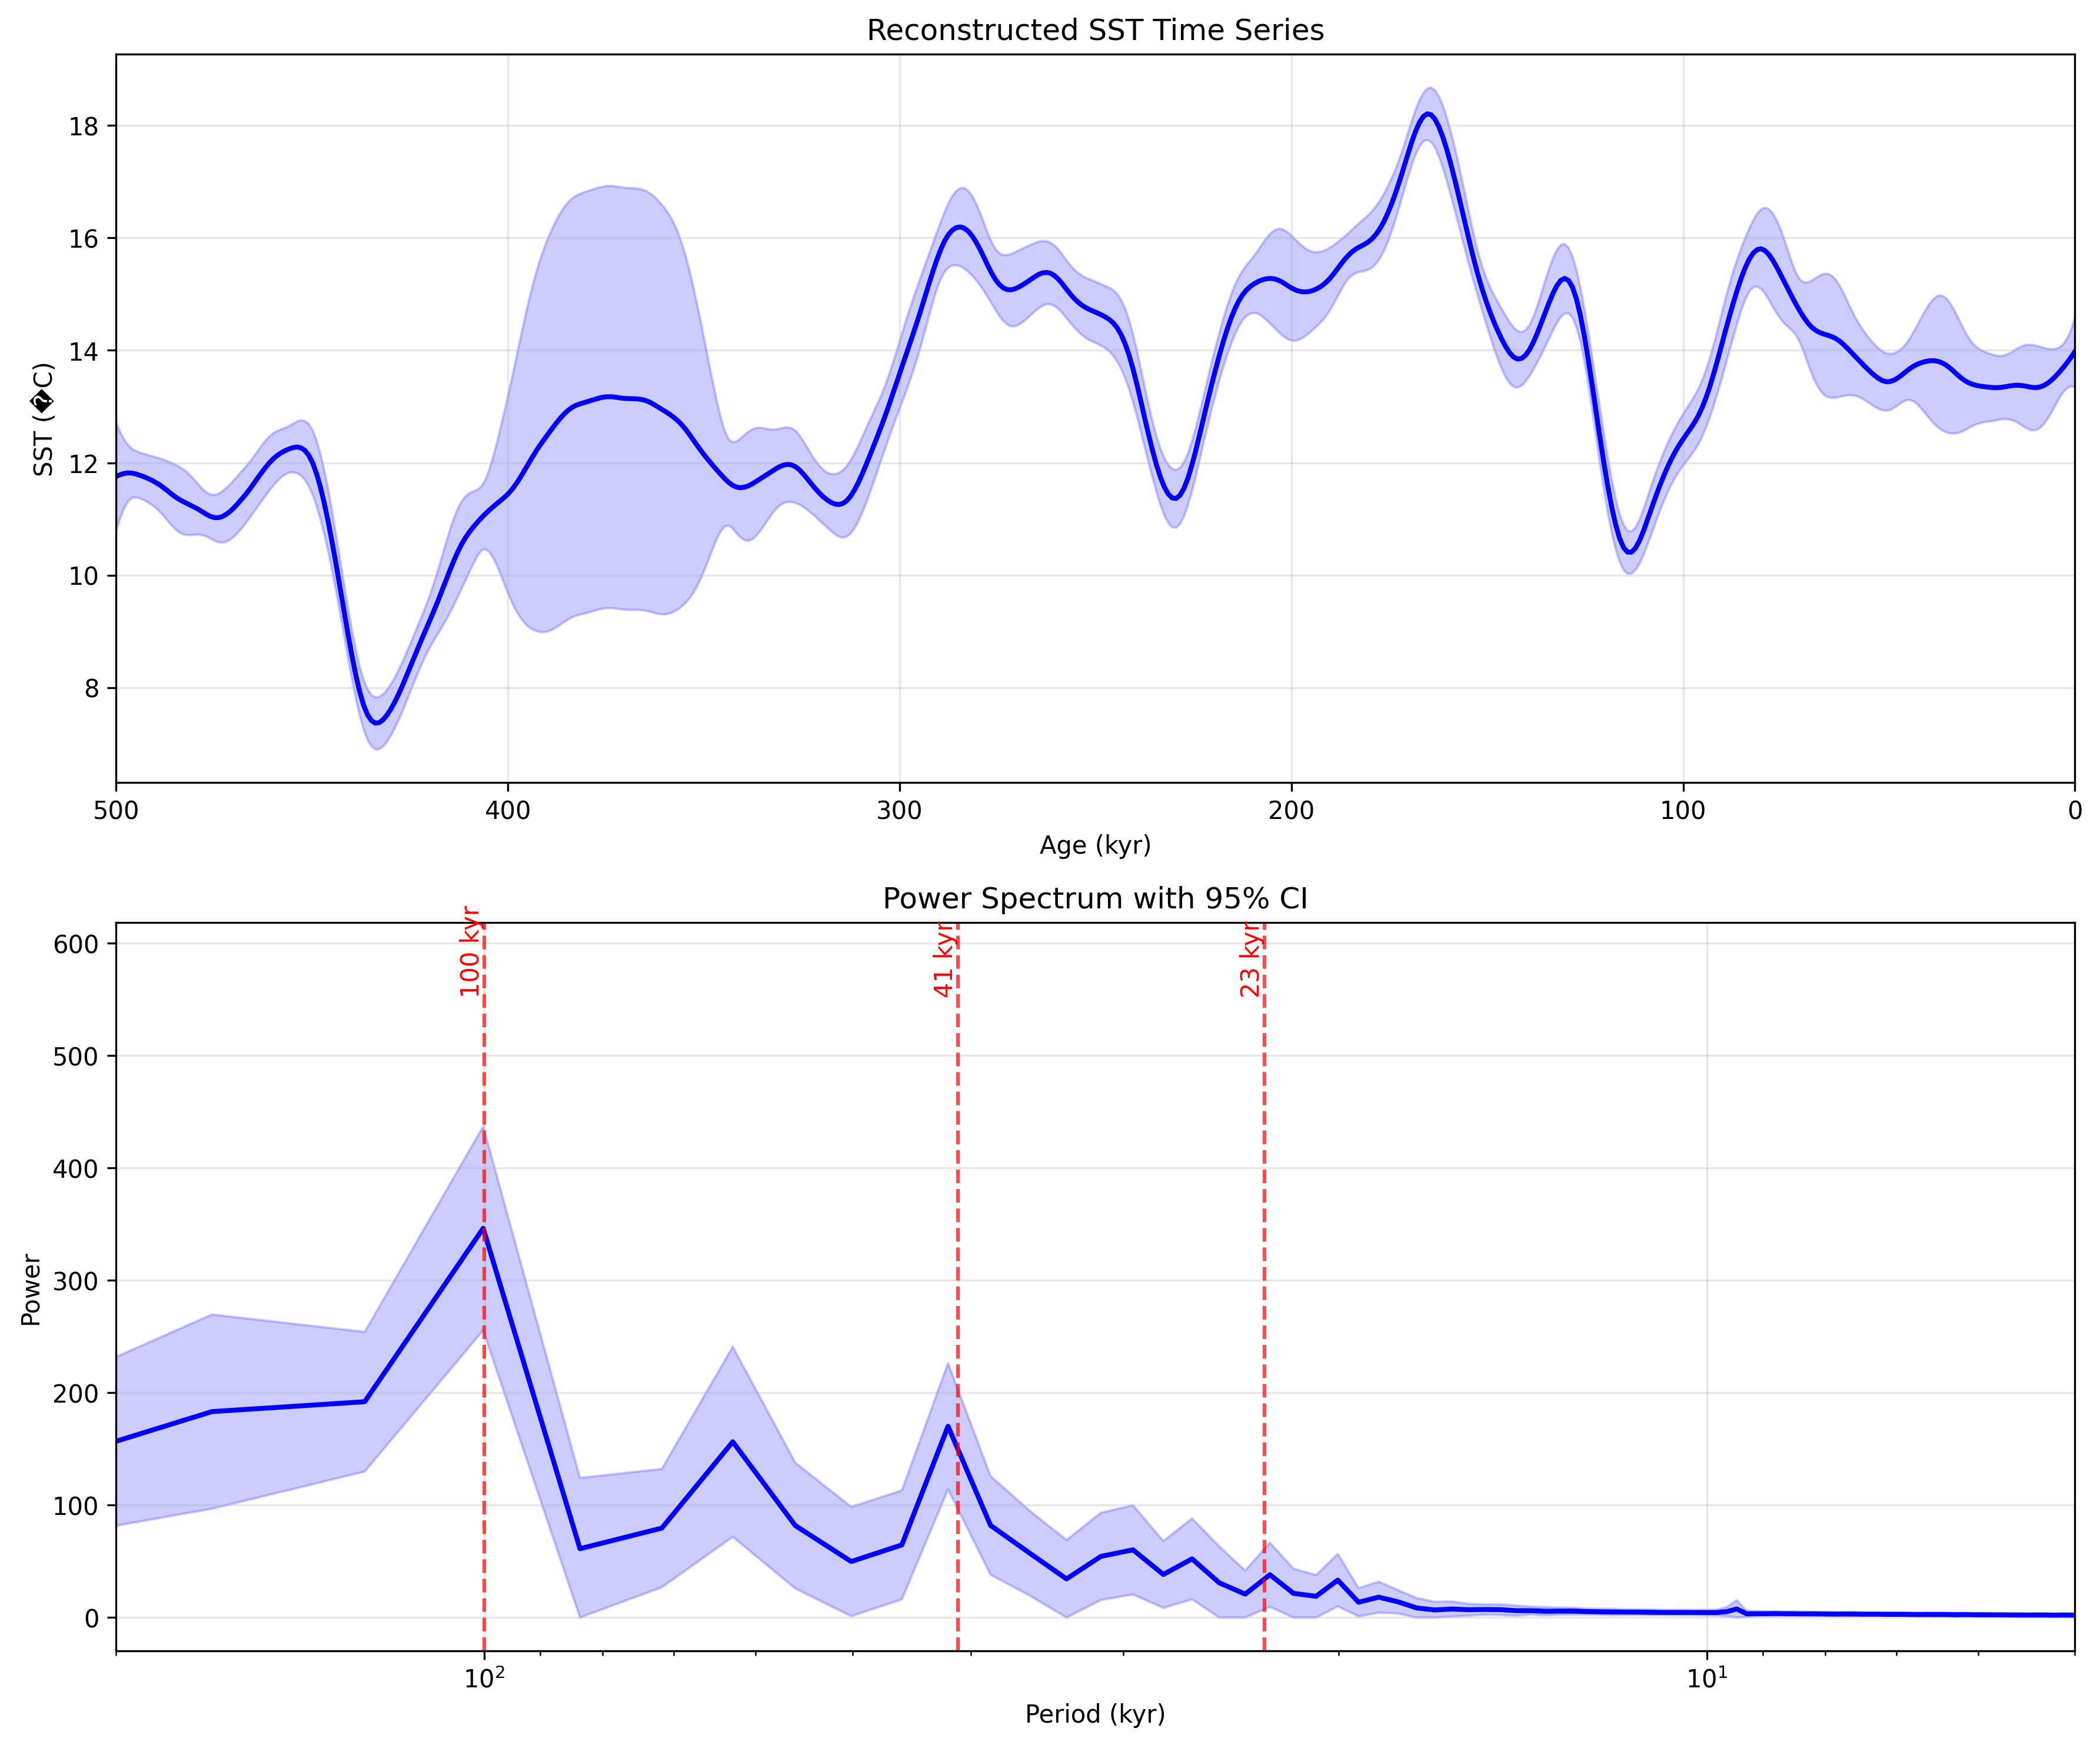 Reconstructed SST Time Series
18
16
14
12
10
8
SST (�C)
500
400
300
200
100
0
Age (kyr)
Power Spectrum with 95% CI
600
500
400
300
200
100
0
Power
100 kyr
41 kyr
23 kyr
10²
10¹
Period (kyr)